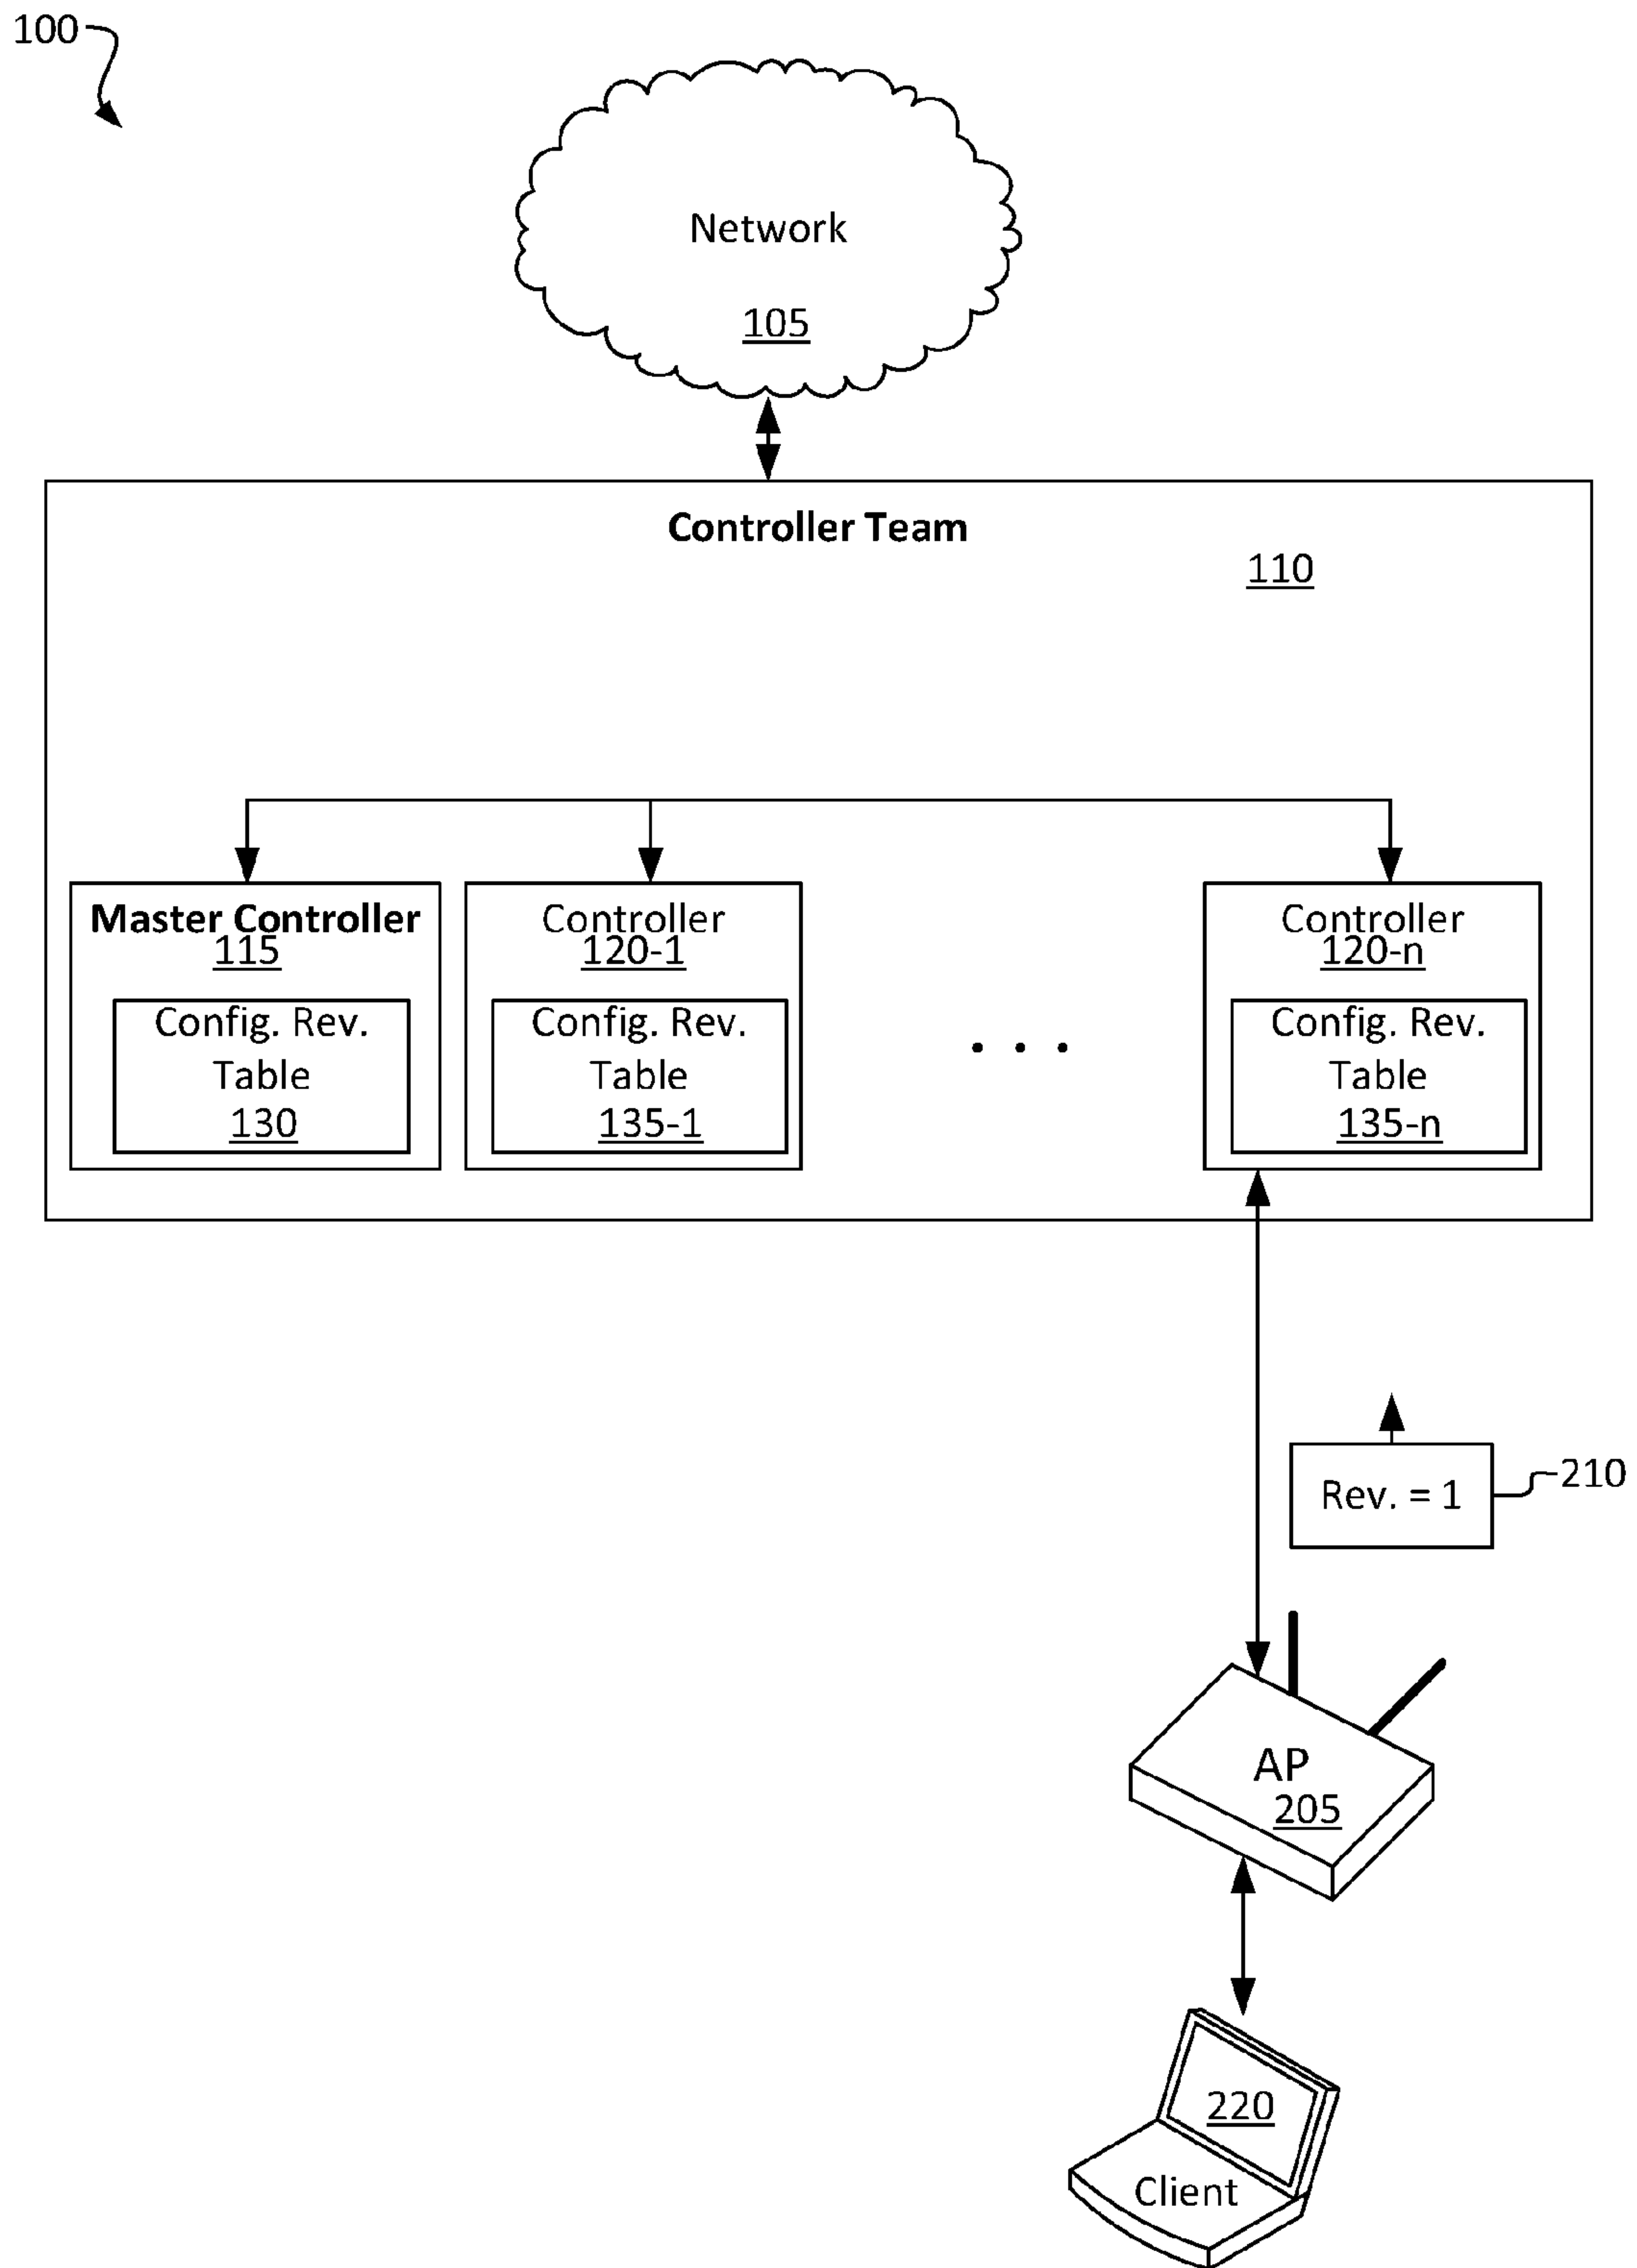 100
Network
105
Controller Team
110
Master Controller
115
Config. Rev.
Table
130
Controller
120-1
Config. Rev.
Table
135-1
. . .
Controller
120-n
Config. Rev.
Table
135-n
Rev. = 1
210
AP
205
220
Client